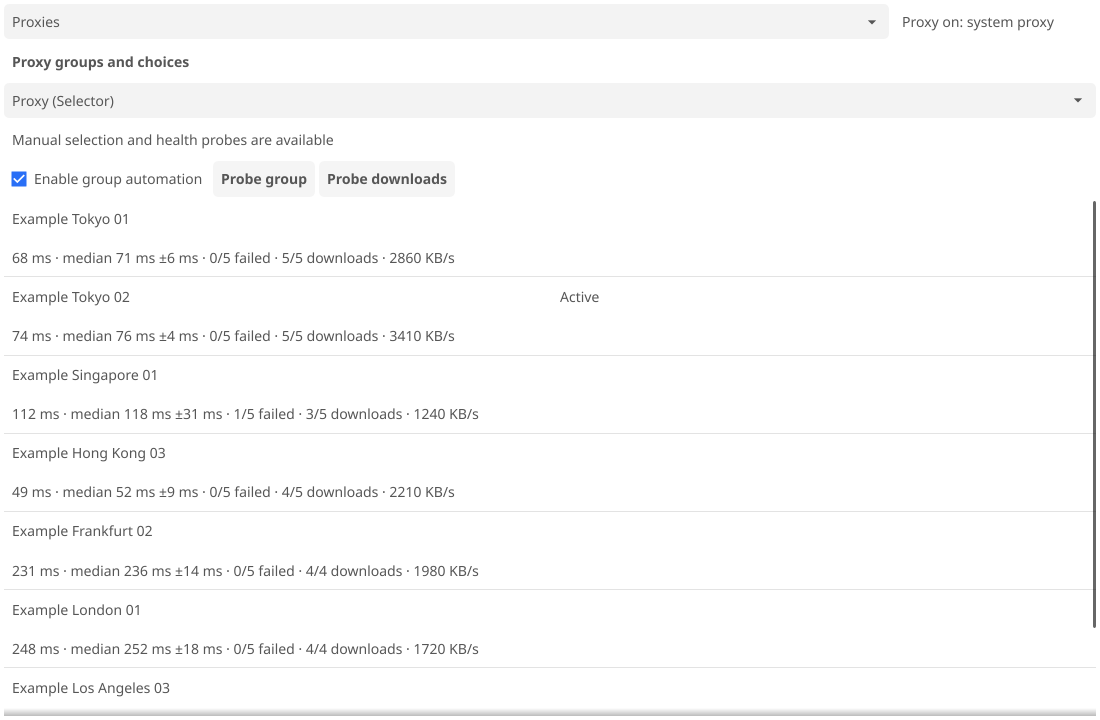 Proxies
Proxy on: system proxy
Proxy groups and choices
Proxy (Selector)
Manual selection and health probes are available
Enable group automation Probe group Probe downloads
Example Tokyo 01
68 ms · median 71 ms ±6 ms · 0/5 failed · 5/5 downloads · 2860 KB/s
Example Tokyo 02 Active
74 ms · median 76 ms ±4 ms · 0/5 failed · 5/5 downloads · 3410 KB/s
Example Singapore 01
112 ms · median 118 ms ±31 ms · 1/5 failed · 3/5 downloads · 1240 KB/s
Example Hong Kong 03
49 ms · median 52 ms ±9 ms · 0/5 failed · 4/5 downloads · 2210 KB/s
Example Frankfurt 02
231 ms · median 236 ms ±14 ms · 0/5 failed · 4/4 downloads · 1980 KB/s
Example London 01
248 ms · median 252 ms ±18 ms · 0/5 failed · 4/4 downloads · 1720 KB/s
Example Los Angeles 03